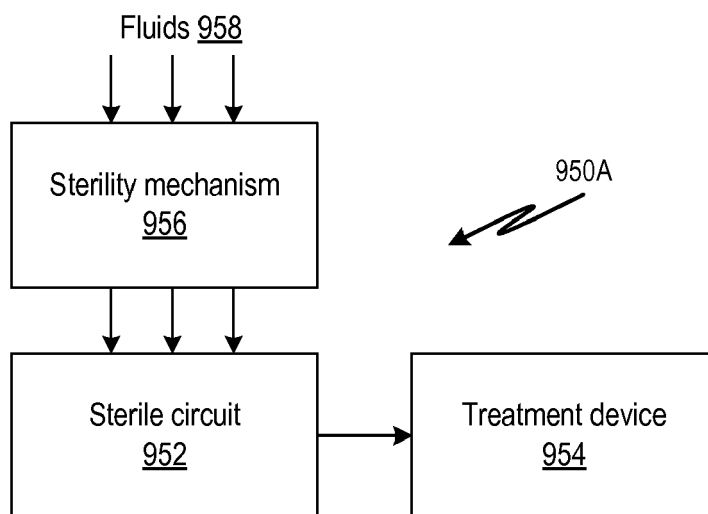 Fluids 958
Sterility mechanism
956
950A
Sterile circuit
952
Treatment device
954